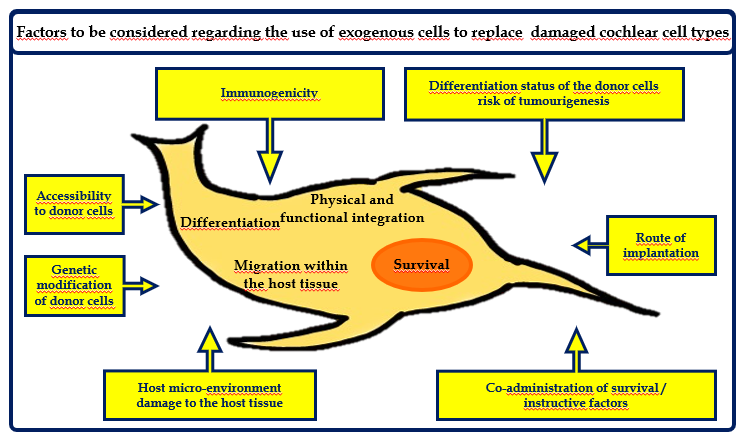 Factors to be considered regarding the use of exogenous cells to replace damaged cochlear cell types
Immunogenicity
Differentiation status of the donor cells
risk of tumourigenesis
Accessibility
to donor cells
Physical and
functional integration
Differentiation
Route of
implantation
Genetic
modification
of donor cells
Migration within
the host tissue
Survival
Host micro-environment
damage to the host tissue
Co-administration of survival/
instructive factors